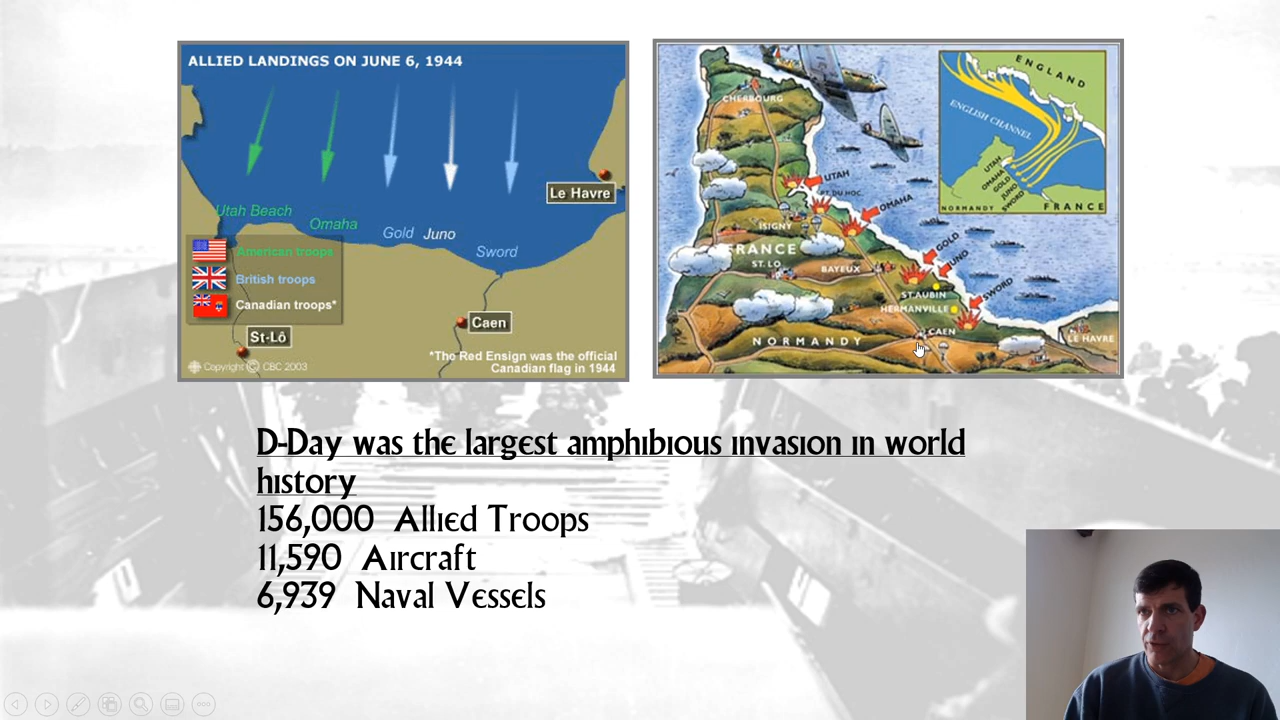 ALLIED LANDINGS ON JUNE 6, 1944
Le Havre
Utah Beach
Omaha
Gold
Juno
Sword
American troops
British troops
Canadian troops*
St-Lô
Caen
*The Red Ensign was the official
Canadian flag in 1944
Copyright © CBC 2003
CHERBOURG
UTAH
PT. DU HOC
OMAHA
ISIGNY
FRANCE
ST. LO
BAYEUX
GOLD
JUNO
SWORD
ST.AUBIN
HERMANVILLE
CAEN
LE HAVRE
NORMANDY
ENGLAND
ENGLISH CHANNEL
UTAH
OMAHA
GOLD
JUNO
SWORD
NORMANDY
FRANCE
D-Day was the largest amphibious invasion in world
history
156,000 Allied Troops
11,590 Aircraft
6,939 Naval Vessels